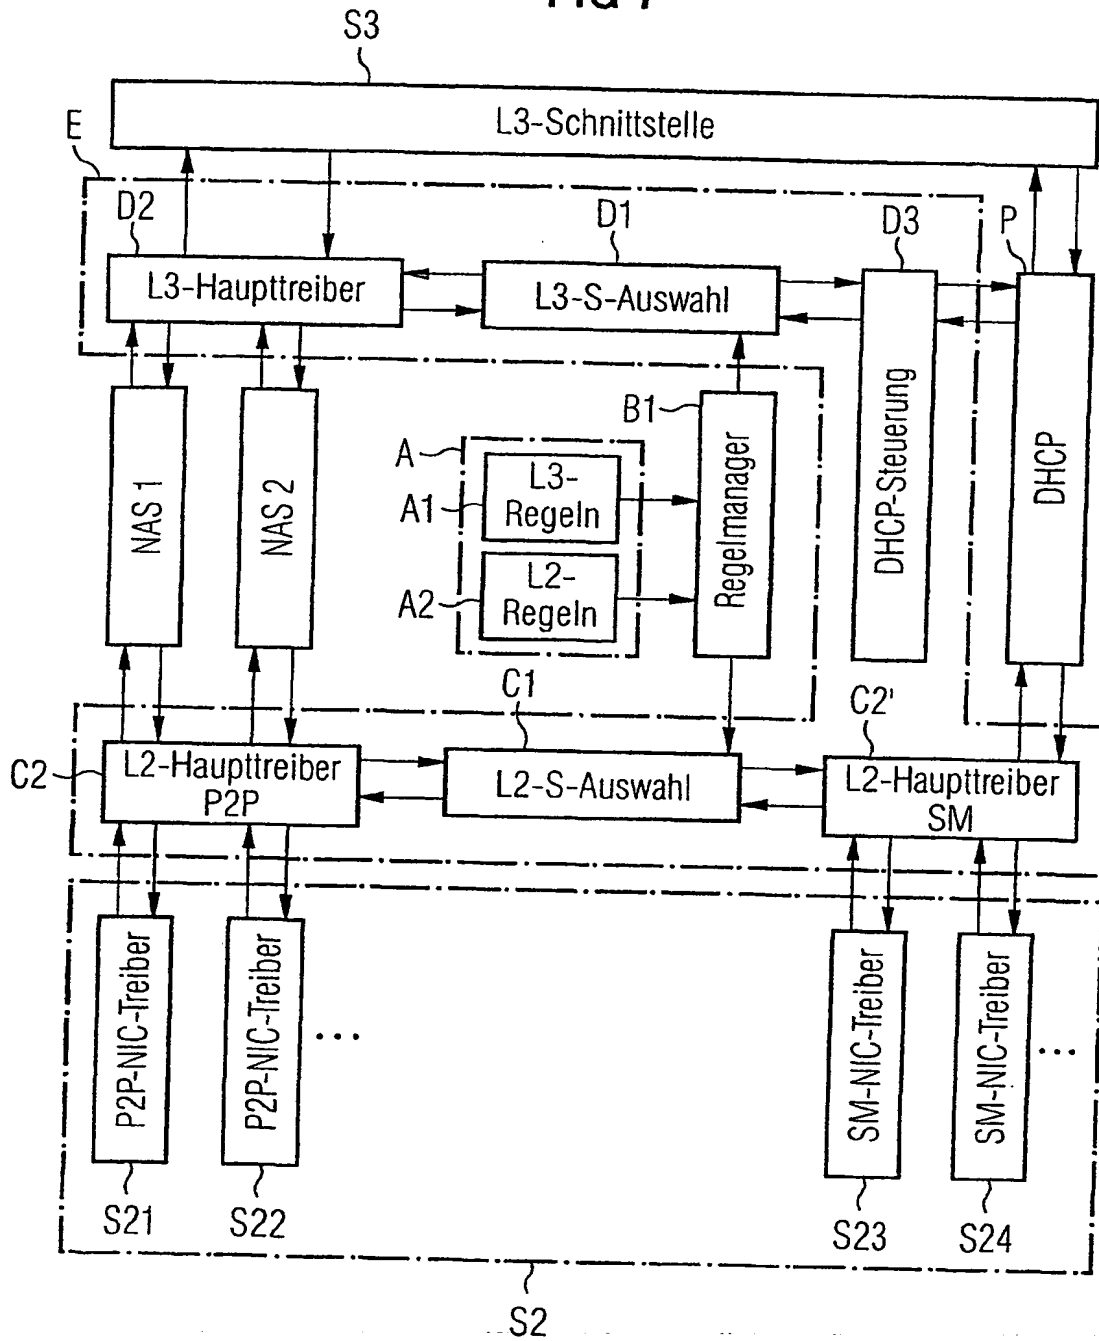 S3
L3-Schnittstelle
E
D2
D1
D3
P
L3-Haupttreiber
L3-S-Auswahl
DHCP-Steuerung
DHCP
NAS 1
NAS 2
B1
Regelmanager
A
A1
L3-
Regeln
A2
L2-
Regeln
C1
C2'
C2
L2-Haupttreiber
P2P
L2-S-Auswahl
L2-Haupttreiber
SM
P2P-NIC-Treiber
P2P-NIC-Treiber
...
SM-NIC-Treiber
SM-NIC-Treiber
...
S21
S22
S23
S24
S2